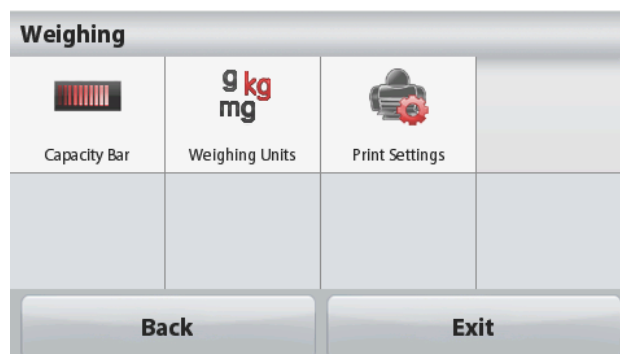 Weighing
g kg
mg
Capacity Bar
Weighing Units
Print Settings
Back
Exit